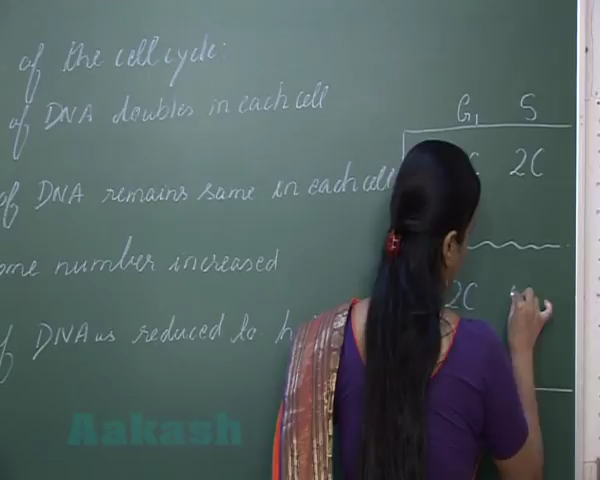 of the cell cycle:
of DNA doubles in each cell
G₁ S
of DNA remains same in each cell
2C
ome number increased
2C
f DNA is reduced to h
Aakash